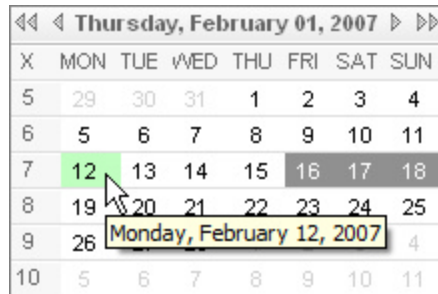 Thursday, February 01, 2007
X MON TUE WED THU FRI SAT SUN
5 29 30 31 1 2 3 4
6 5 6 7 8 9 10 11
7 12 13 14 15 16 17 18
8 19 20 21 22 23 24 25
Monday, February 12, 2007
9 26 4
10 5 6 7 8 9 10 11